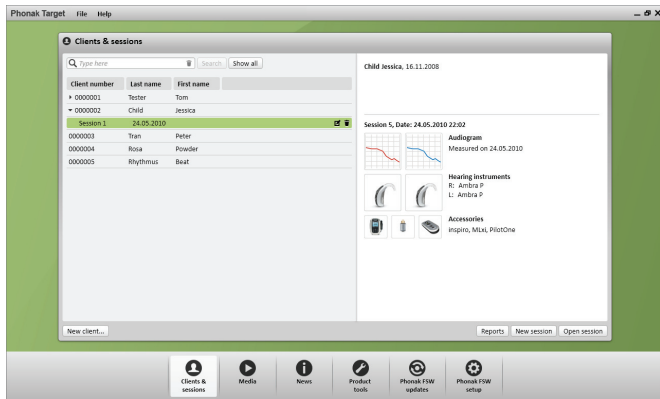 Phonak Target File Help
Clients & sessions
Type here Search Show all
Client number Last name First name
0000001 Tester Tom
0000002 Child Jessica
Session 1 24.05.2010
0000003 Tran Peter
0000004 Rosa Powder
0000005 Rhythmus Beat
New client...
Child Jessica, 16.11.2008
Session 5, Date: 24.05.2010 22:02
Audiogram
Measured on 24.05.2010
Hearing instruments
R: Ambra P
L: Ambra P
Accessories
inspiro, MLxi, PilotOne
Reports New session Open session
Clients & sessions
Media
News
Product tools
Phonak FSW updates
Phonak FSW setup